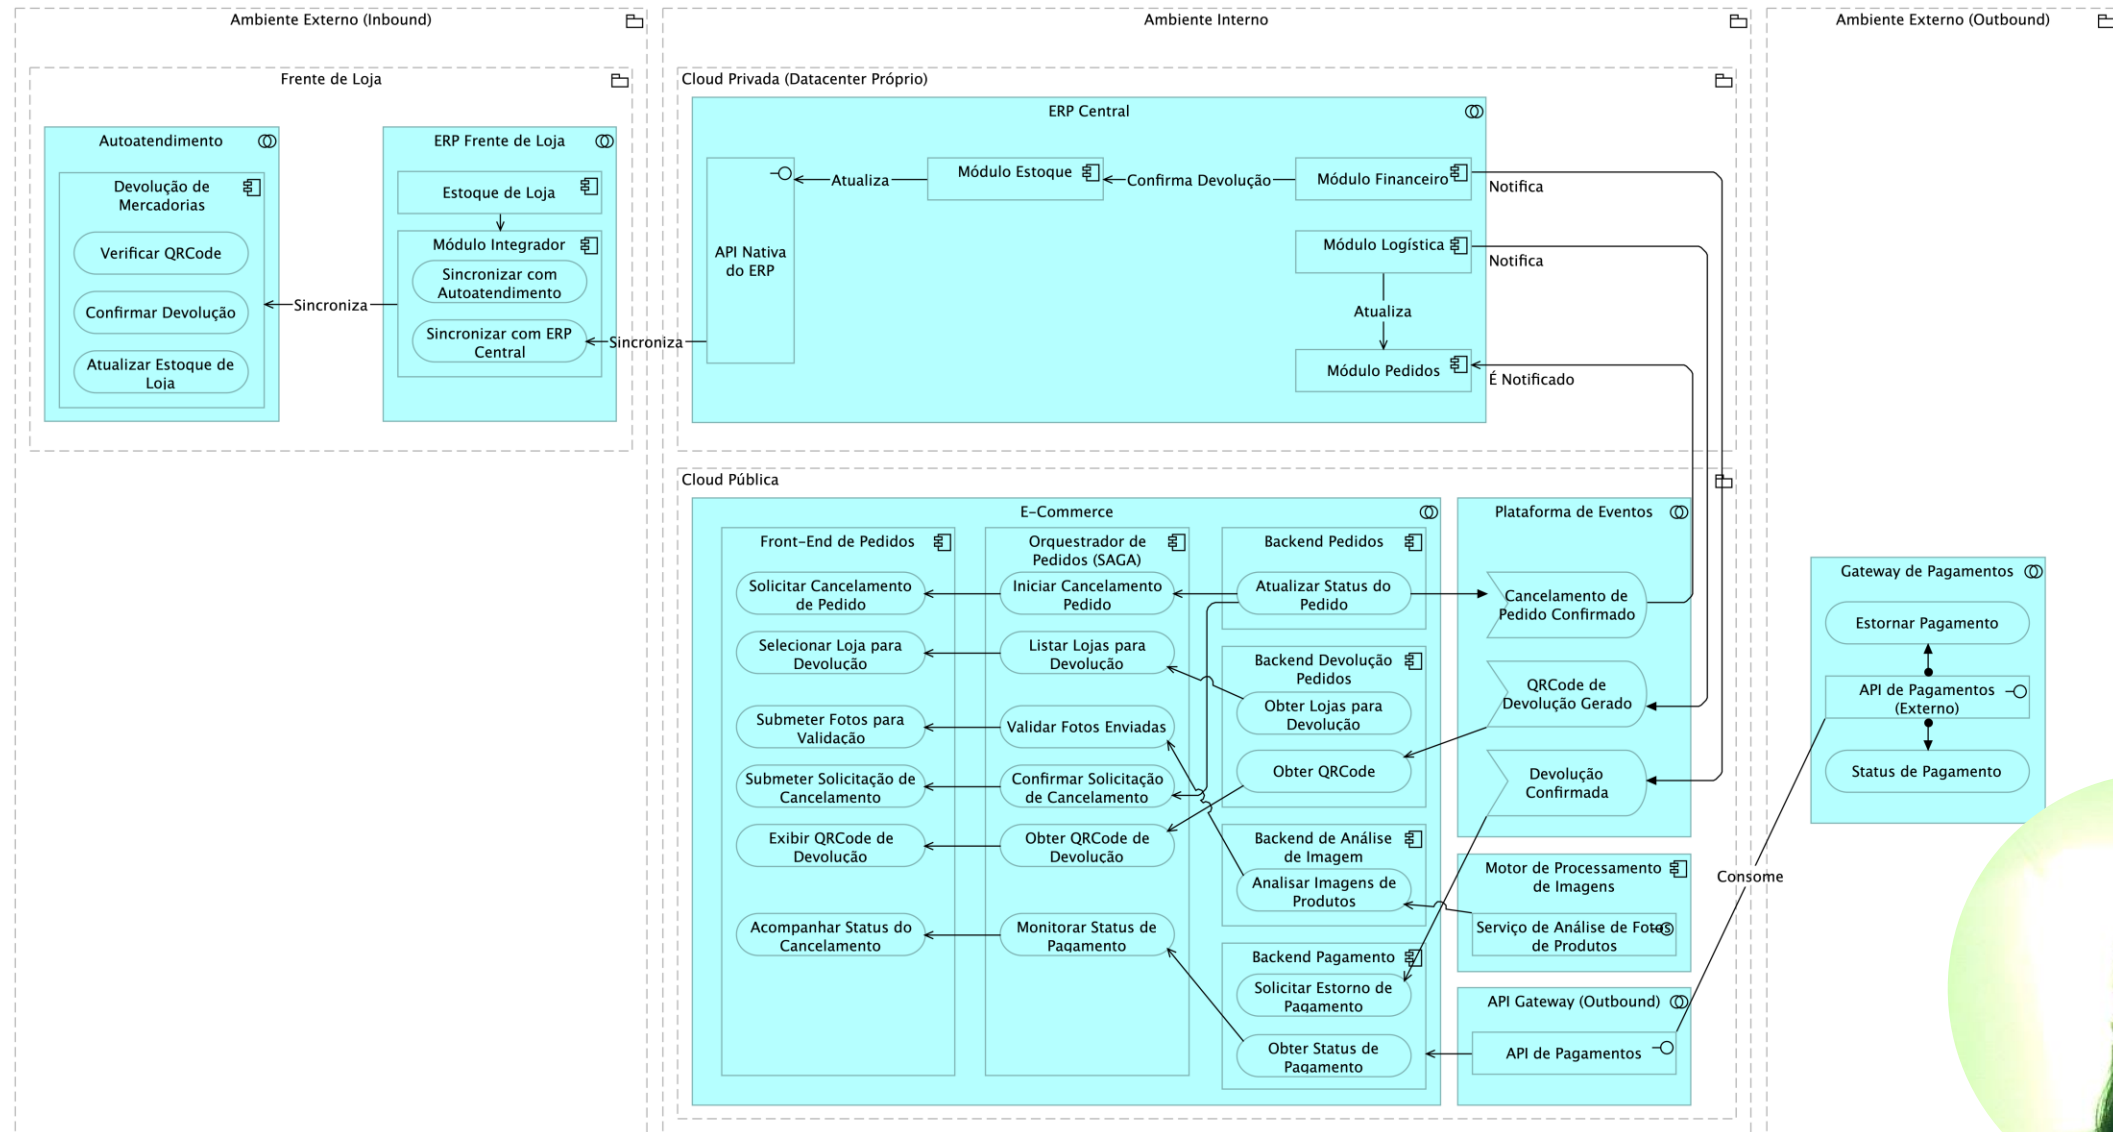 Ambiente Externo (Inbound)
Frente de Loja
Autoatendimento
Devolução de
Mercadorias
Verificar QRCode
Confirmar Devolução
Atualizar Estoque de
Loja
Sincroniza
ERP Frente de Loja
Estoque de Loja
Módulo Integrador
Sincronizar com
Autoatendimento
Sincronizar com ERP
Central
Sincroniza
Ambiente Interno
Cloud Privada (Datacenter Próprio)
ERP Central
API Nativa
do ERP
Atualiza
Módulo Estoque
Confirma Devolução
Módulo Financeiro
Notifica
Módulo Logística
Notifica
Atualiza
Módulo Pedidos
É Notificado
Cloud Pública
E-Commerce
Front-End de Pedidos
Solicitar Cancelamento
de Pedido
Selecionar Loja para
Devolução
Submeter Fotos para
Validação
Submeter Solicitação de
Cancelamento
Exibir QRCode de
Devolução
Acompanhar Status do
Cancelamento
Orquestrador de
Pedidos (SAGA)
Iniciar Cancelamento
Pedido
Listar Lojas para
Devolução
Validar Fotos Enviadas
Confirmar Solicitação
de Cancelamento
Obter QRCode de
Devolução
Monitorar Status de
Pagamento
Backend Pedidos
Atualizar Status do
Pedido
Backend Devolução
Pedidos
Obter Lojas para
Devolução
Obter QRCode
Backend de Análise
de Imagem
Analisar Imagens de
Produtos
Backend Pagamento
Solicitar Estorno de
Pagamento
Obter Status de
Pagamento
Plataforma de Eventos
Cancelamento de
Pedido Confirmado
QRCode de
Devolução Gerado
Devolução
Confirmada
Motor de Processamento
de Imagens
Serviço de Análise de Fotos
de Produtos
API Gateway (Outbound)
API de Pagamentos
Consome
Ambiente Externo (Outbound)
Gateway de Pagamentos
Estornar Pagamento
API de Pagamentos
(Externo)
Status de Pagamento